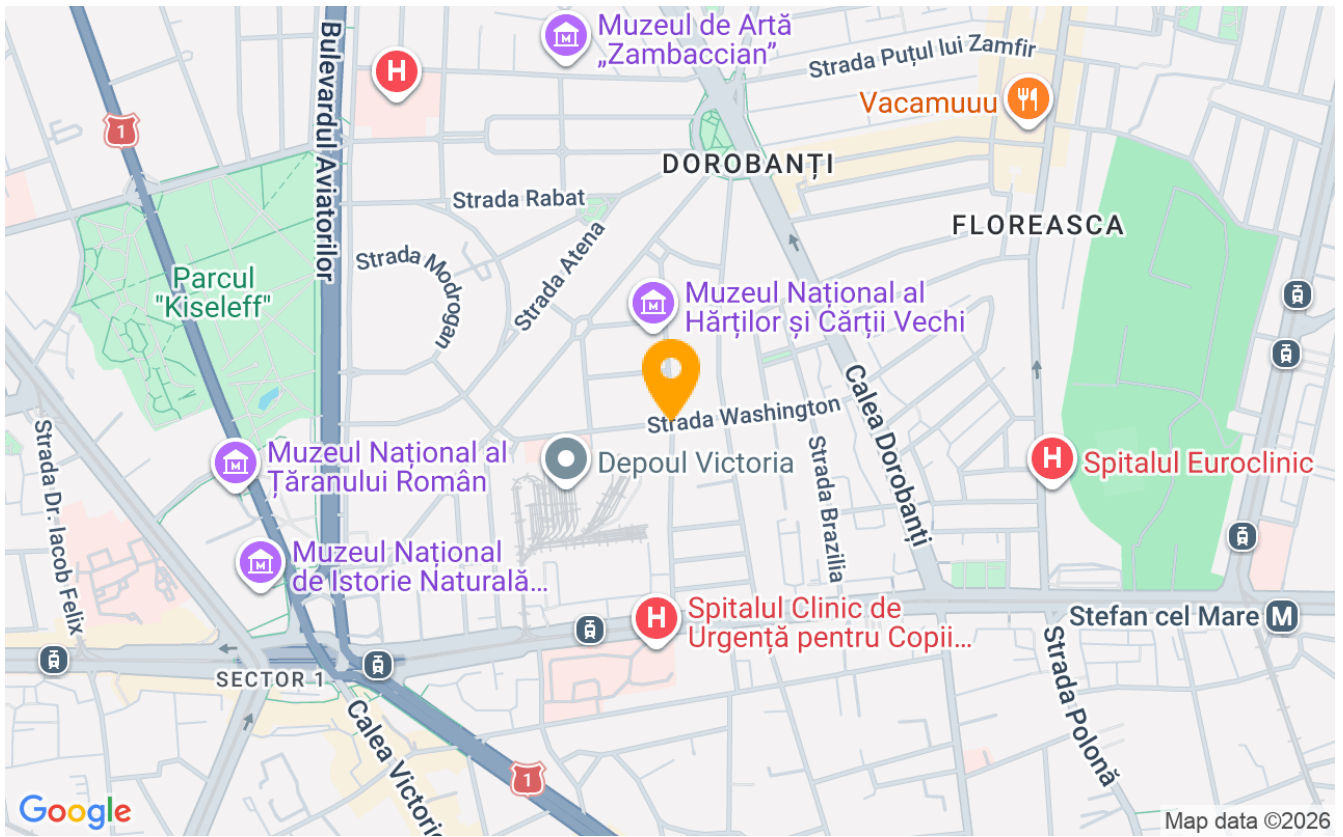 Muzeul de Artă
„Zambaccian”
Strada Puțul lui Zamfir
Vacamuuu
H
1
Bulevardul Aviatorilor
DOROBANȚI
Strada Rabat
FLOREASCA
Strada Atena
Strada Modrogan
Parcul
"Kiseleff"
Muzeul Național al
Hărților și Cărții Vechi
Calea Dorobanți
Strada Washington
Strada Dr. Iacob Felix
Muzeul Național al
Țăranului Român
Depoul Victoria
Strada Brazilia
H
Spitalul Euroclinic
Muzeul Național
de Istorie Naturală...
H
Spitalul Clinic de
Urgență pentru Copii...
Stefan cel Mare
M
SECTOR 1
Strada Polonă
Calea Victorie
1
Google
Map data ©2026